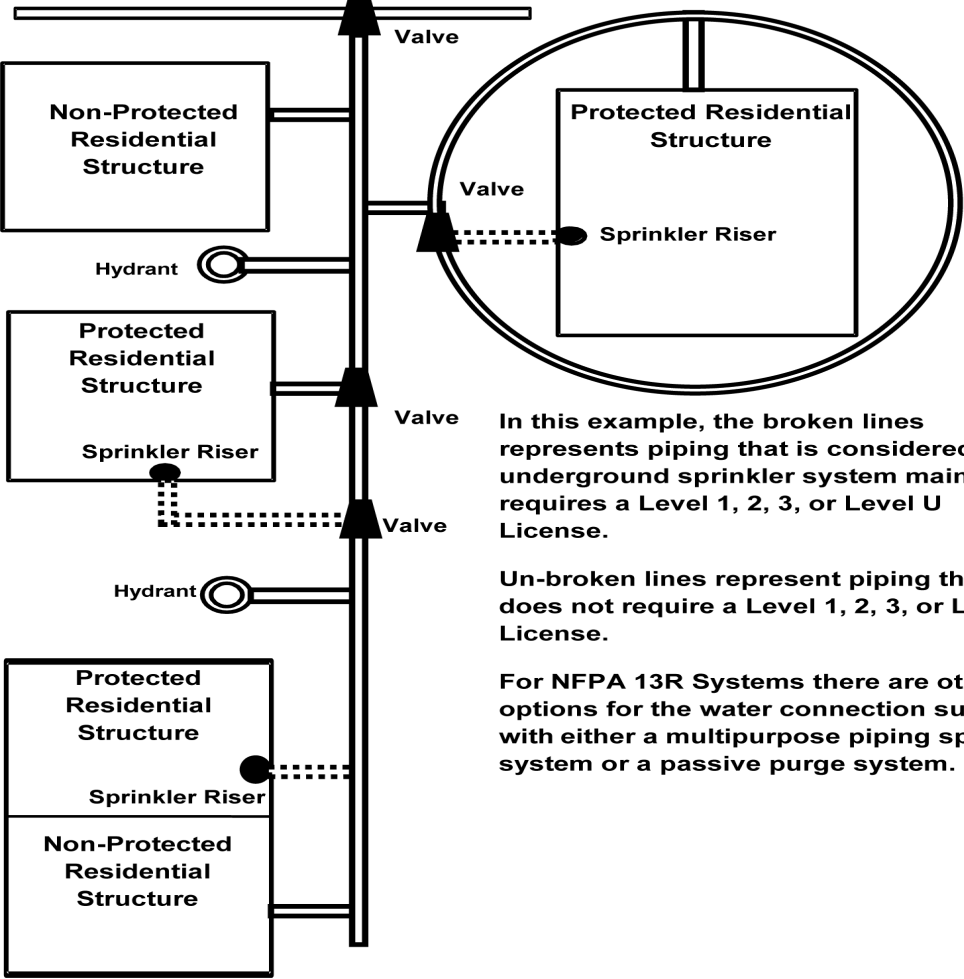 Valve
Non-Protected
Residential
Structure
Protected Residential
Structure
Valve
Sprinkler Riser
Hydrant
Protected
Residential
Structure
Sprinkler Riser
Valve
Valve
Hydrant
Protected
Residential
Structure
Sprinkler Riser
Non-Protected
Residential
Structure
In this example, the broken lines
represents piping that is considered
underground sprinkler system main
requires a Level 1, 2, 3, or Level U
License.
Un-broken lines represent piping th
does not require a Level 1, 2, 3, or L
License.
For NFPA 13R Systems there are ot
options for the water connection su
with either a multipurpose piping sp
system or a passive purge system.